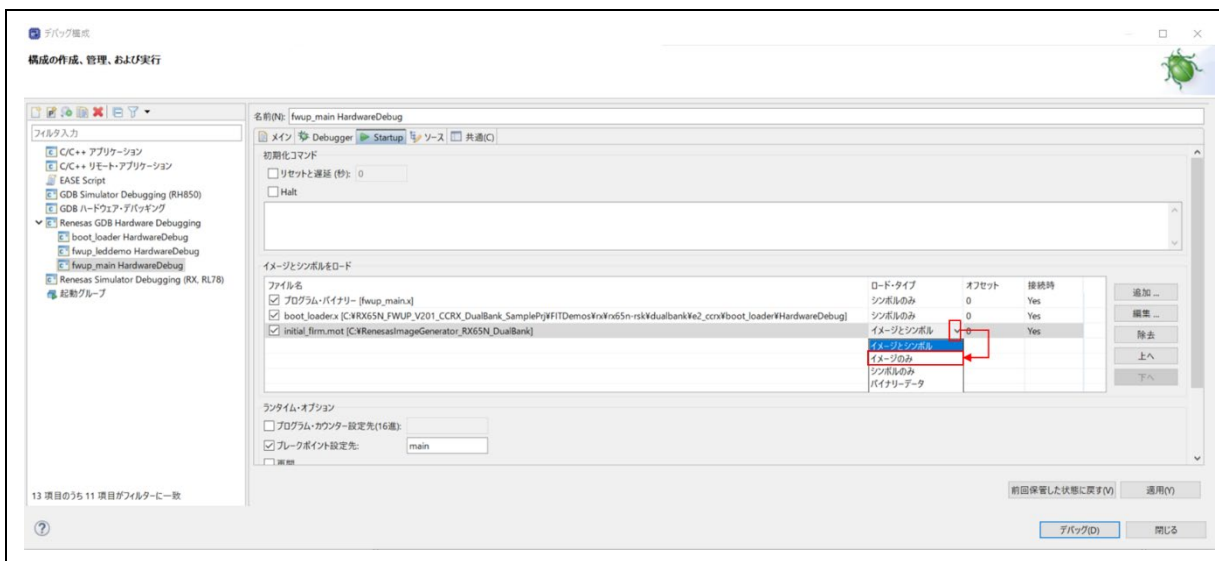 デバッグ構成
構成の作成、管理、および実行
フィルタ入力
C/C++ アプリケーション
C/C++ リモート・アプリケーション
EASE Script
GDB Simulator Debugging (RH850)
GDB ハードウェア・デバッギング
Renesas GDB Hardware Debugging
boot_loader HardwareDebug
fwup_leddemo HardwareDebug
fwup_main HardwareDebug
Renesas Simulator Debugging (RX, RL78)
起動グループ
13 項目のうち 11 項目がフィルターに一致
名前(N): fwup_main HardwareDebug
メイン Debugger Startup ソース 共通(C)
初期化コマンド
リセットと遅延 (秒): 0
Halt
イメージとシンボルをロード
ファイル名 ロード・タイプ オフセット 接続時
プログラム・バイナリー [fwup_main.x] シンボルのみ 0 Yes
boot_loader.x [C:¥RX65N_FWUP_V201_CCRX_DualBank_SamplePrj¥FITDemos¥rx¥rx65n-rsk¥dualbank¥e2_ccrx¥boot_loader¥HardwareDebug] シンボルのみ 0 Yes
initial_firm.mot [C:¥RenesasImageGenerator_RX65N_DualBank] イメージとシンボル 0 Yes
イメージとシンボル
イメージのみ
シンボルのみ
バイナリーデータ
追加 ...
編集 ...
除去
上へ
下へ
ランタイム・オプション
プログラム・カウンター設定先(16進):
ブレークポイント設定先: main
前回保管した状態に戻す(V) 適用(Y)
デバッグ(D) 閉じる